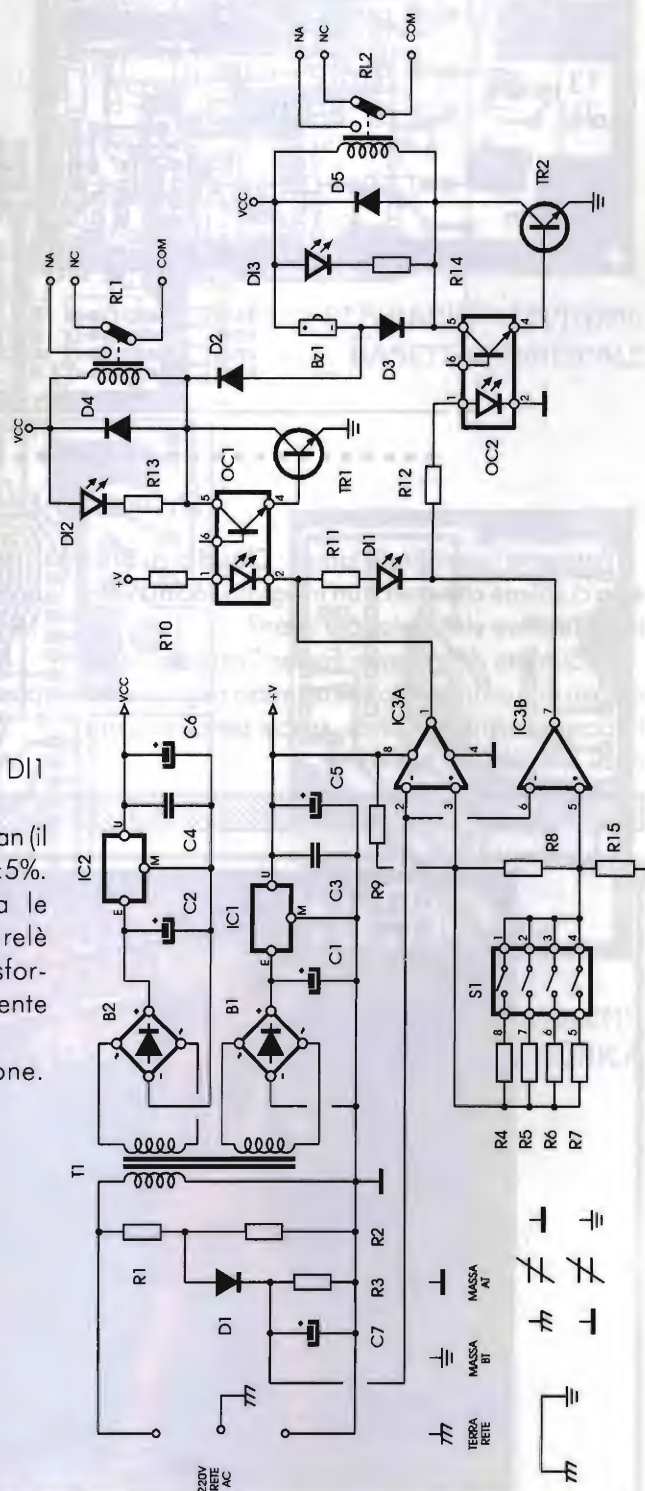 DI1
an (il
±5%.
a le
relè
sfor-
ente
one.
NA
NC
COM
RL2
VCC
D5
DI3
R14
Bz1
D3
TR2
5
4
6
1
2
OC2
R12
NA
NC
COM
RL1
VCC
D4
D2
DI2
R13
OC1
TR1
+V
R10
5
4
6
1
2
R11
DI1
IC3A
1
2
3
4
8
IC3B
7
6
5
VCC
C6
C4
IC2
U
M
E
C2
B2
+V
C5
C3
IC1
U
M
E
C1
B1
R9
R8
R15
S1
1
2
3
4
8
7
6
5
R4
R5
R6
R7
T1
R1
R2
D1
R3
C7
220V
RETE
AC
TERRA
RETE
MASSA
BT
MASSA
AT